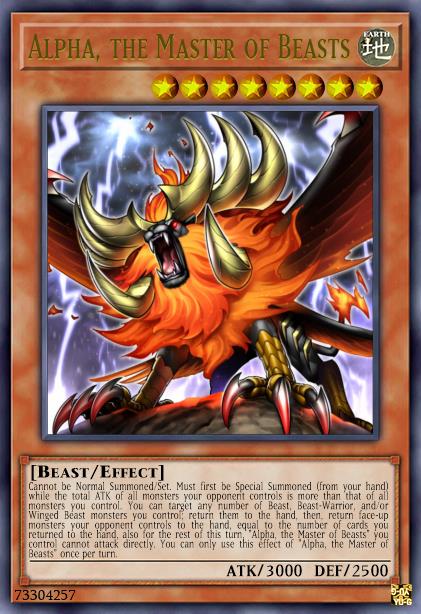 ALPHA, THE MASTER OF BEASTS
EARTH
地
[BEAST/EFFECT]
Cannot be Normal Summoned/Set. Must first be Special Summoned (from your hand)
while the total ATK of all monsters your opponent controls is more than that of all
monsters you control. You can target any number of Beast, Beast-Warrior, and/or
Winged Beast monsters you control; return them to the hand, then, return face-up
monsters your opponent controls to the hand, equal to the number of cards you
returned to the hand, also for the rest of this turn, "Alpha, the Master of Beasts" you
control cannot attack directly. You can only use this effect of "Alpha, the Master of
Beasts" once per turn.
ATK/3000 DEF/2500
73304257